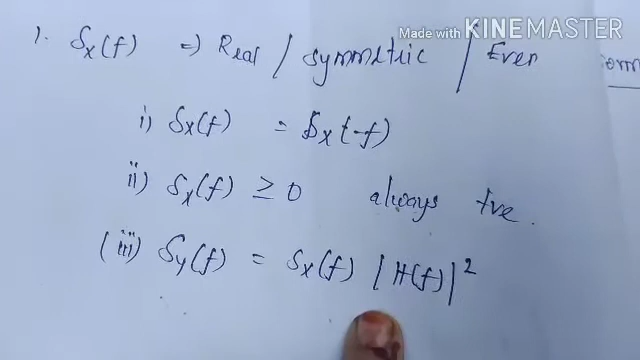 Made with KINEMASTER
1. Sx(f) => Real / Symmetric / Even
i) Sx(f) = Sx(-f)
ii) Sx(f) ≥ 0 always +ve.
(iii) Sy(f) = Sx(f) |H(f)|²